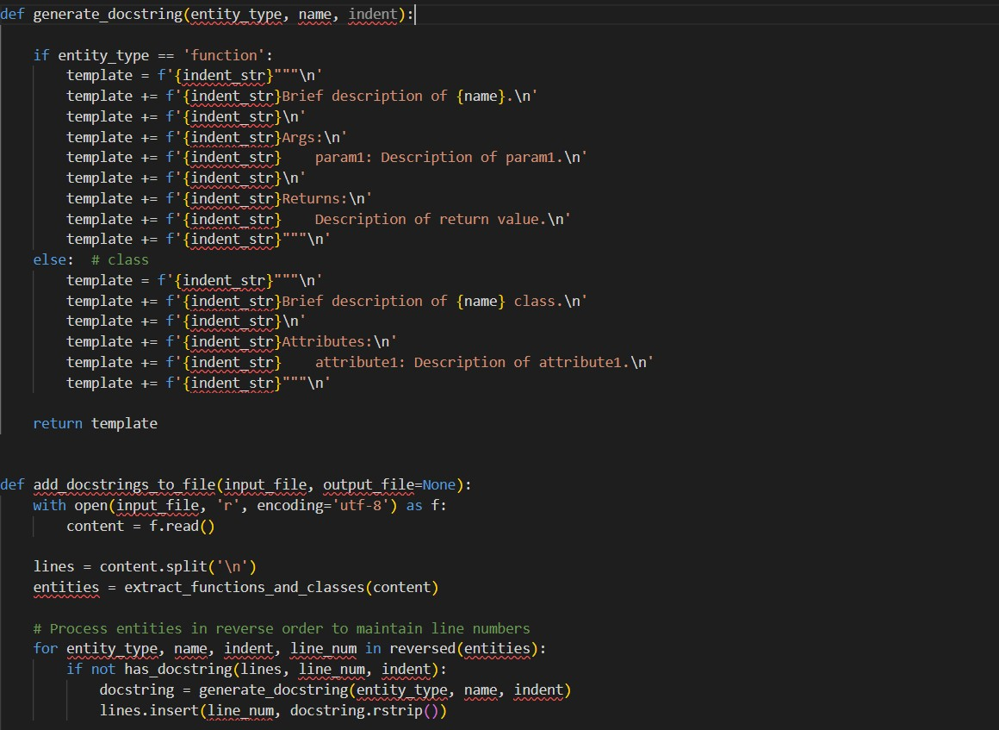 def generate_docstring(entity_type, name, indent):
    if entity_type == 'function':
        template = f'{indent_str}"""\n'
        template += f'{indent_str}Brief description of {name}.\n'
        template += f'{indent_str}\n'
        template += f'{indent_str}Args:\n'
        template += f'{indent_str}    param1: Description of param1.\n'
        template += f'{indent_str}\n'
        template += f'{indent_str}Returns:\n'
        template += f'{indent_str}    Description of return value.\n'
        template += f'{indent_str}"""\n'
    else:  # class
        template = f'{indent_str}"""\n'
        template += f'{indent_str}Brief description of {name} class.\n'
        template += f'{indent_str}\n'
        template += f'{indent_str}Attributes:\n'
        template += f'{indent_str}    attribute1: Description of attribute1.\n'
        template += f'{indent_str}"""\n'
    return template
def add_docstrings_to_file(input_file, output_file=None):
    with open(input_file, 'r', encoding='utf-8') as f:
        content = f.read()
    lines = content.split('\n')
    entities = extract_functions_and_classes(content)
    # Process entities in reverse order to maintain line numbers
    for entity_type, name, indent, line_num in reversed(entities):
        if not has_docstring(lines, line_num, indent):
            docstring = generate_docstring(entity_type, name, indent)
            lines.insert(line_num, docstring.rstrip())